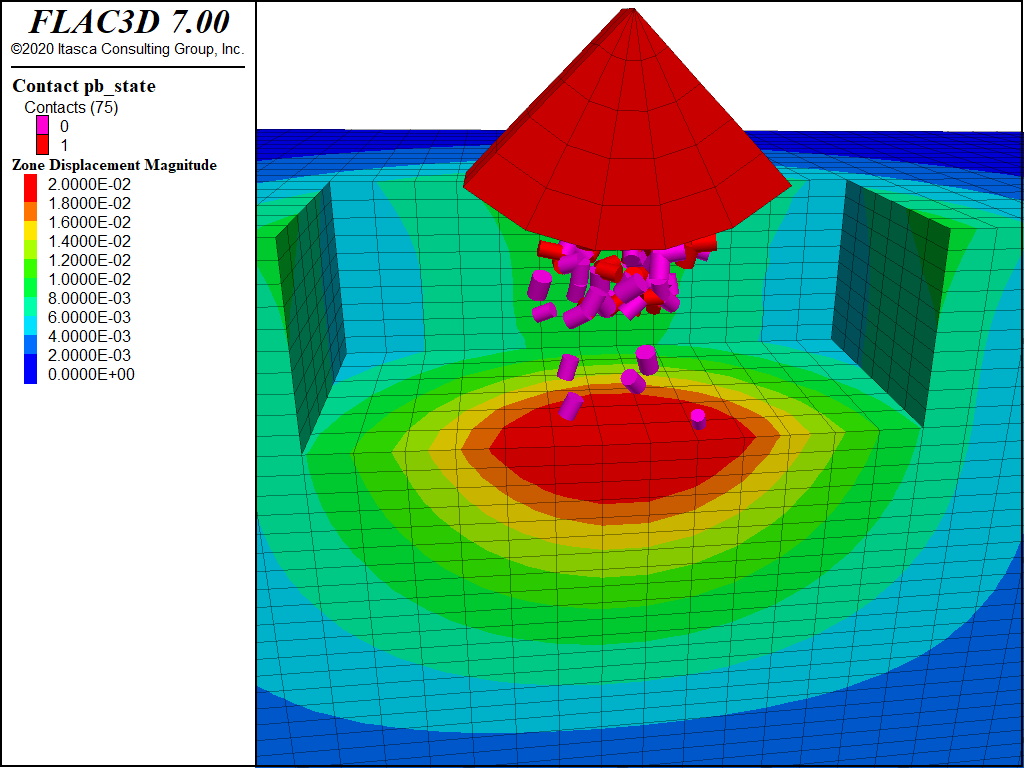 FLAC3D 7.00
©2020 Itasca Consulting Group, Inc.
Contact pb_state
Contacts (75)
0
1
Zone Displacement Magnitude
2.0000E-02
1.8000E-02
1.6000E-02
1.4000E-02
1.2000E-02
1.0000E-02
8.0000E-03
6.0000E-03
4.0000E-03
2.0000E-03
0.0000E+00